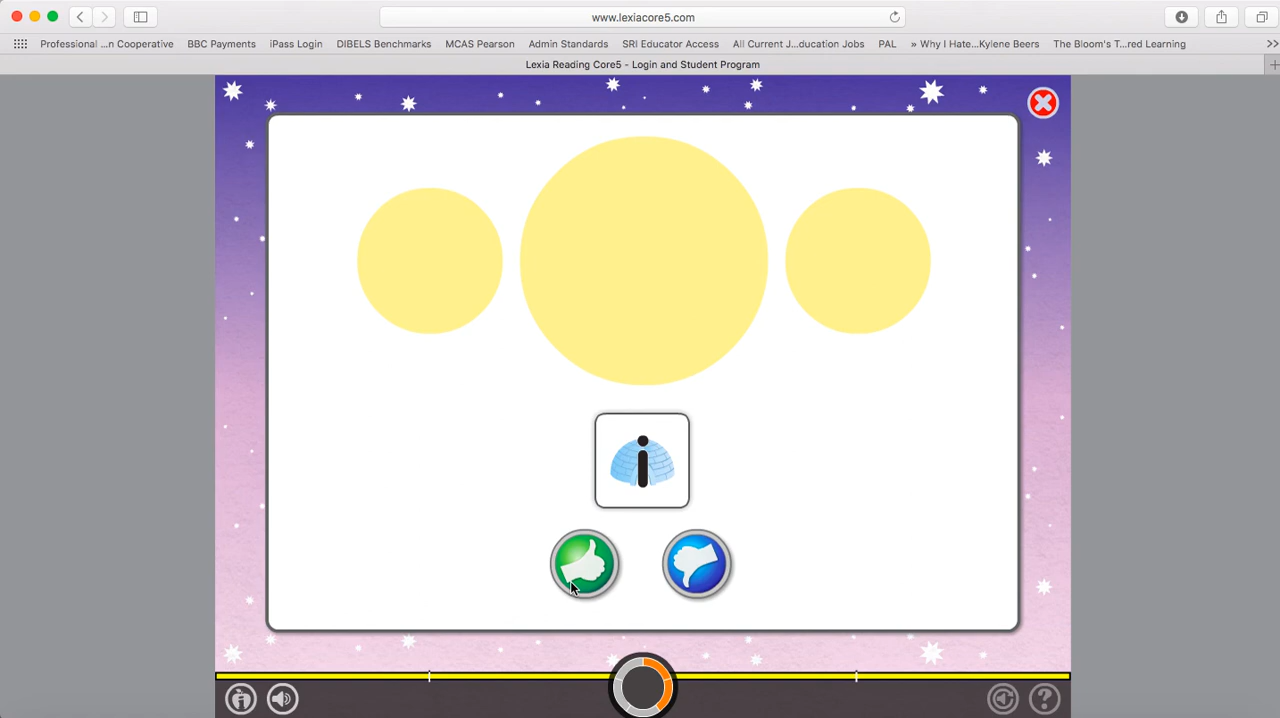 www.lexiacore5.com
Professional ...n Cooperative BBC Payments iPass Login DIBELS Benchmarks MCAS Pearson Admin Standards SRI Educator Access All Current J...ducation Jobs PAL » Why I Hate...Kylene Beers The Bloom's T...red Learning >>
Lexia Reading Core5 - Login and Student Program
i
i ?